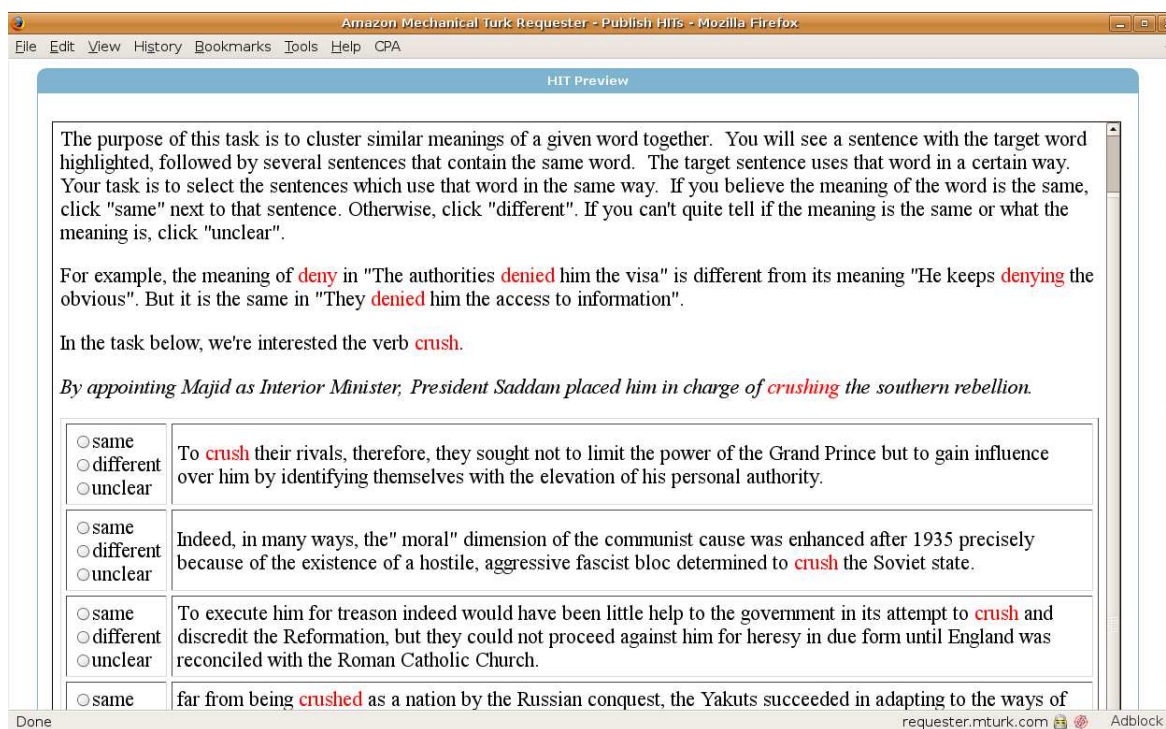 Amazon Mechanical Turk Requester - Publish HITs - Mozilla Firefox
File Edit View History Bookmarks Tools Help CPA
HIT Preview
The purpose of this task is to cluster similar meanings of a given word together. You will see a sentence with the target word
highlighted, followed by several sentences that contain the same word. The target sentence uses that word in a certain way.
Your task is to select the sentences which use that word in the same way. If you believe the meaning of the word is the same,
click "same" next to that sentence. Otherwise, click "different". If you can't quite tell if the meaning is the same or what the
meaning is, click "unclear".
For example, the meaning of deny in "The authorities denied him the visa" is different from its meaning "He keeps denying the
obvious". But it is the same in "They denied him the access to information".
In the task below, we're interested the verb crush.
By appointing Majid as Interior Minister, President Saddam placed him in charge of crushing the southern rebellion.
same
different
unclear
To crush their rivals, therefore, they sought not to limit the power of the Grand Prince but to gain influence
over him by identifying themselves with the elevation of his personal authority.
same
different
unclear
Indeed, in many ways, the" moral" dimension of the communist cause was enhanced after 1935 precisely
because of the existence of a hostile, aggressive fascist bloc determined to crush the Soviet state.
same
different
unclear
To execute him for treason indeed would have been little help to the government in its attempt to crush and
discredit the Reformation, but they could not proceed against him for heresy in due form until England was
reconciled with the Roman Catholic Church.
same
far from being crushed as a nation by the Russian conquest, the Yakuts succeeded in adapting to the ways of
Done
requester.mturk.com
Adblock